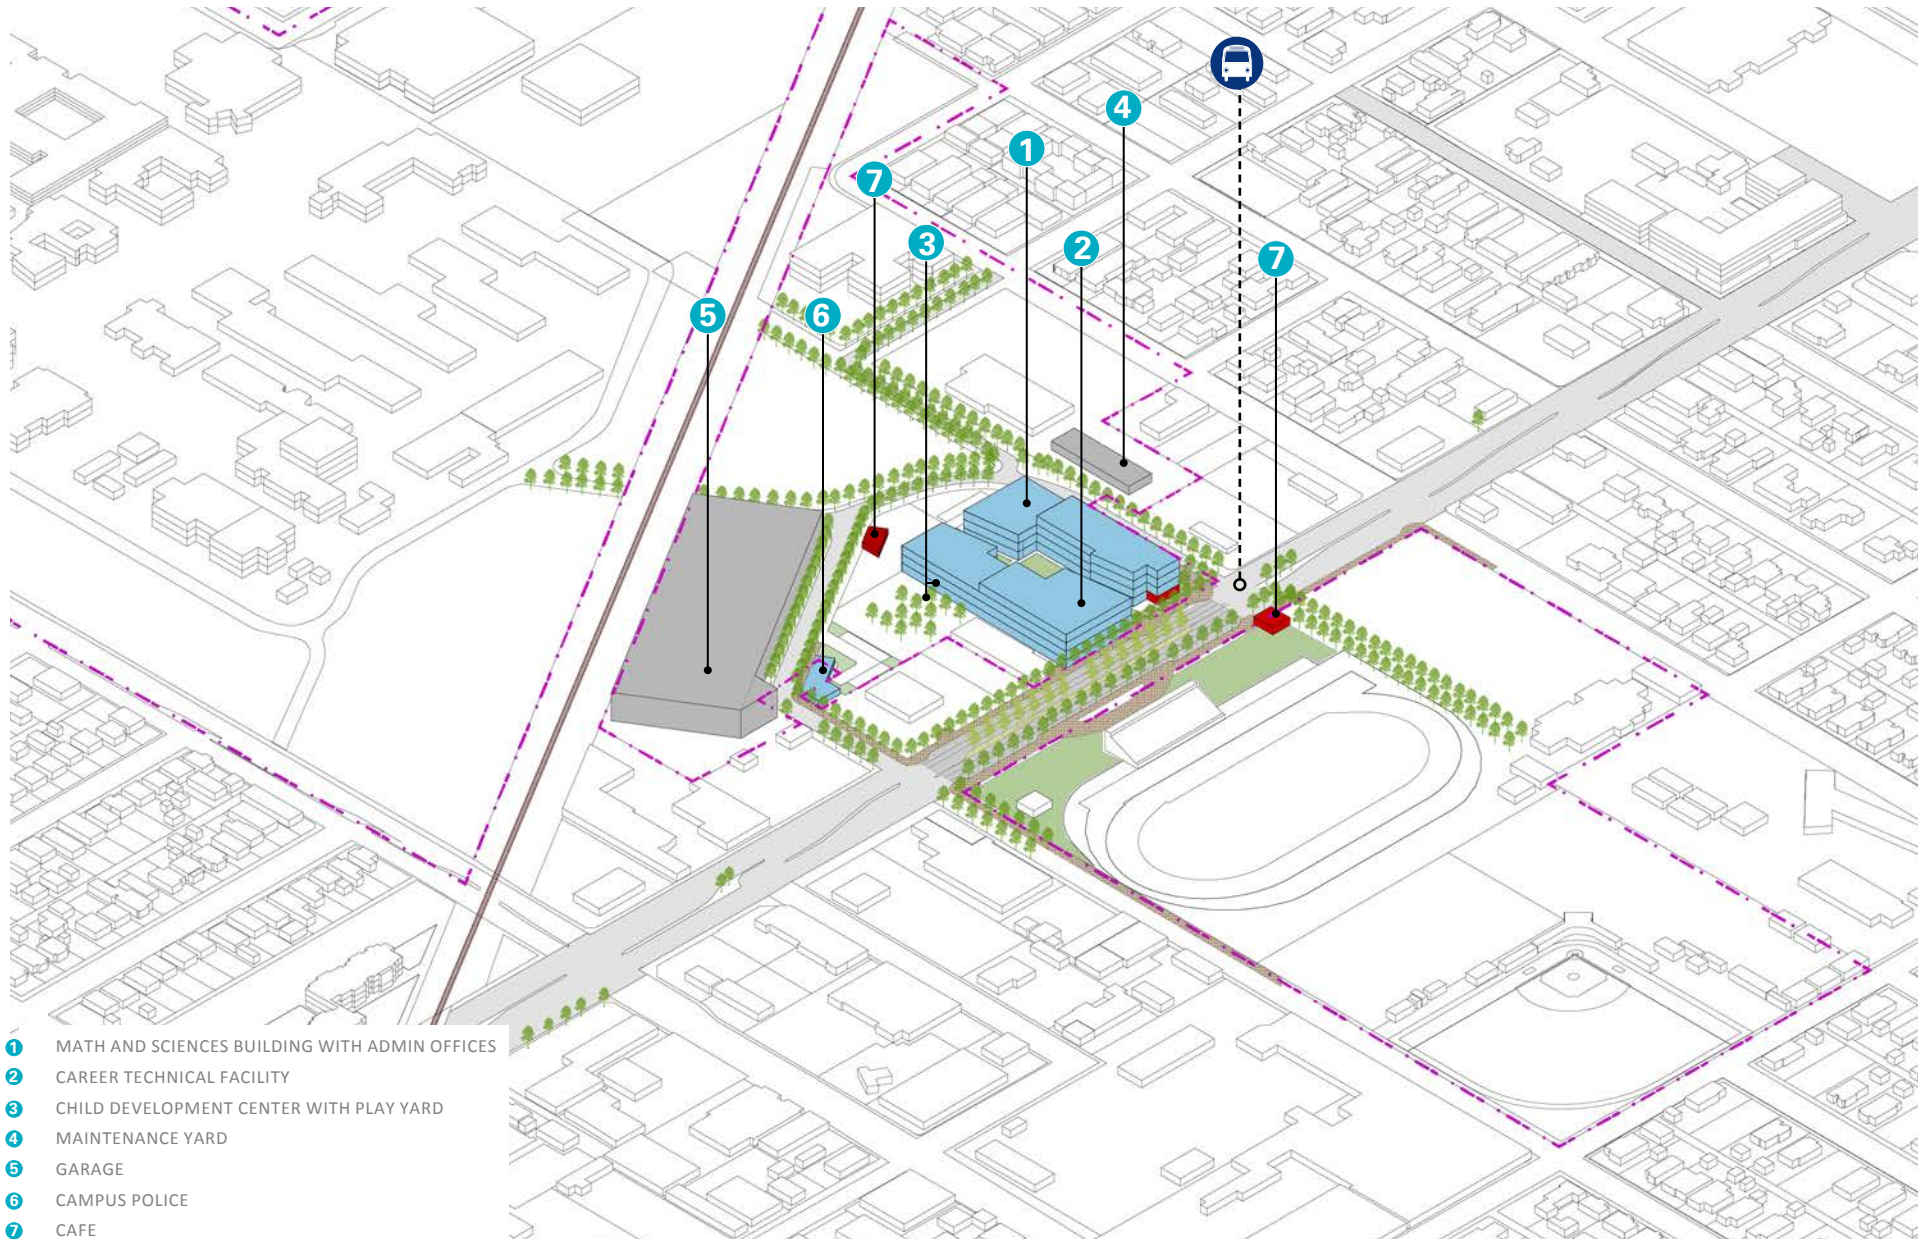 4
1
7
3
2
7
5
6
1 MATH AND SCIENCES BUILDING WITH ADMIN OFFICES
2 CAREER TECHNICAL FACILITY
3 CHILD DEVELOPMENT CENTER WITH PLAY YARD
4 MAINTENANCE YARD
5 GARAGE
6 CAMPUS POLICE
7 CAFE